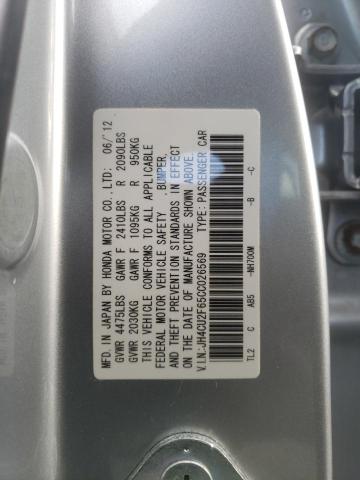 MFD. IN JAPAN BY HONDA MOTOR CO., LTD. 06/'12
GVWR 4475LBS GAWR F 2410LBS R 2090LBS
GVWR 2030KG GAWR F 1095KG R 950KG
THIS VEHICLE CONFORMS TO ALL APPLICABLE
FEDERAL MOTOR VEHICLE SAFETY, BUMPER,
AND THEFT PREVENTION STANDARDS IN EFFECT
ON THE DATE OF MANUFACTURE SHOWN ABOVE.
V.I.N.:JH4CU2F65CC026569 TYPE:PASSENGER CAR
TL2 C AB5 -NH700M -B -C